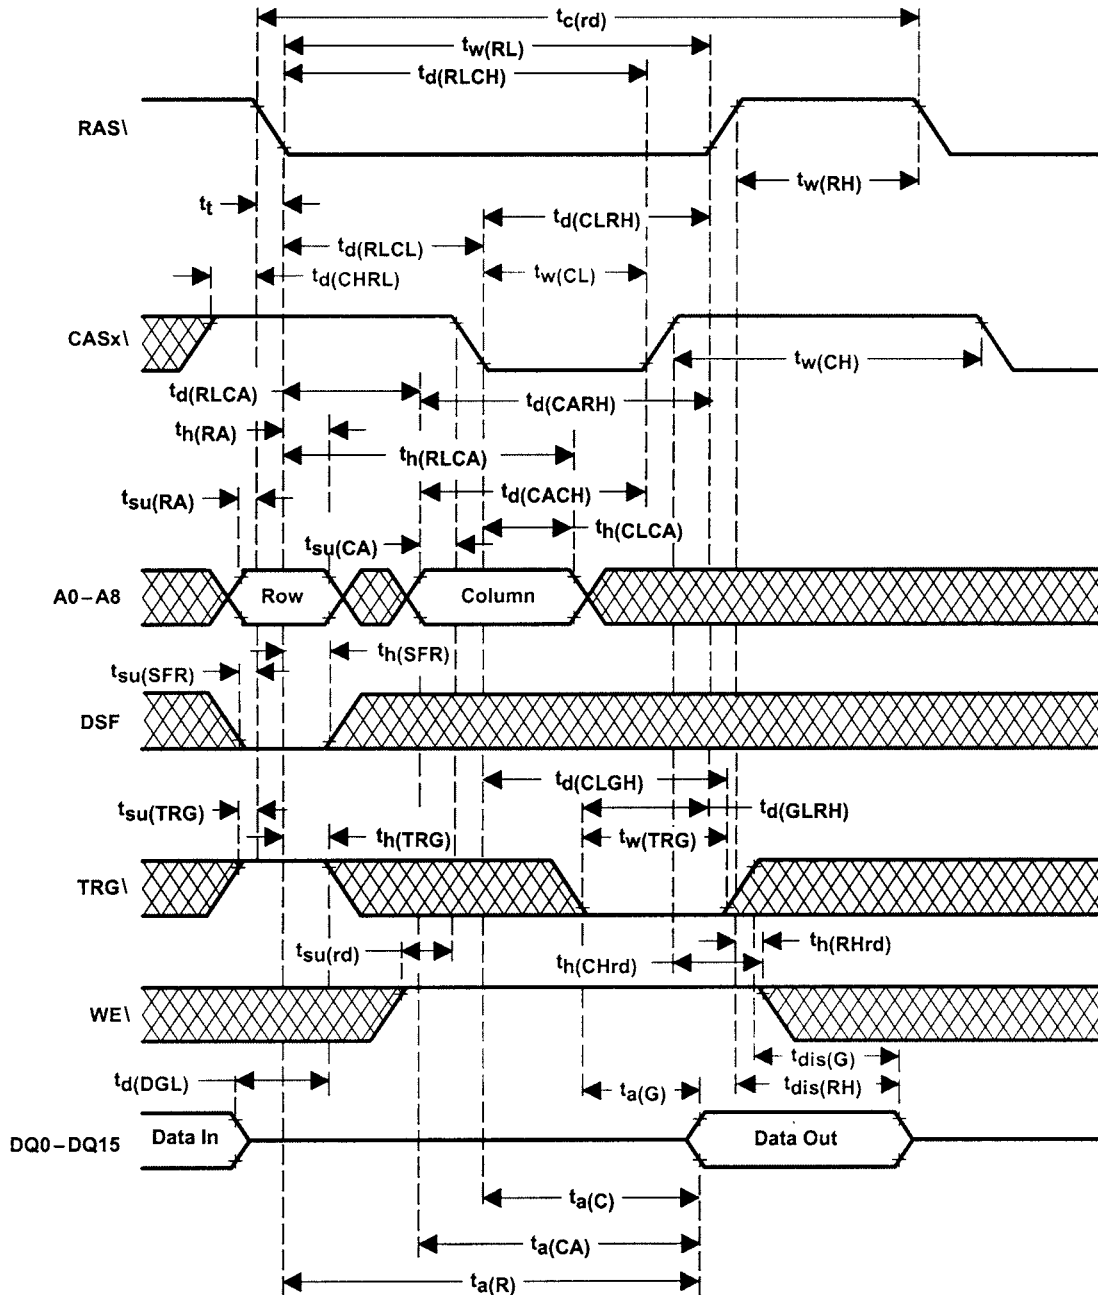 tc(rd)
tw(RL)
td(RLCH)
RAS\
tw(RH)
tt
td(CLRH)
td(RLCL)
td(CHRL)
tw(CL)
CASx\
tw(CH)
td(RLCA)
td(CARH)
th(RA)
th(RLCA)
tsu(RA)
td(CACH)
th(CLCA)
tsu(CA)
A0–A8
Row
Column
tsu(SFR)
th(SFR)
DSF
td(CLGH)
tsu(TRG)
td(GLRH)
th(TRG)
tw(TRG)
TRG\
tsu(rd)
th(RHrd)
th(CHrd)
WE\
tdis(G)
td(DGL)
ta(G)
tdis(RH)
DQ0–DQ15
Data In
Data Out
ta(C)
ta(CA)
ta(R)